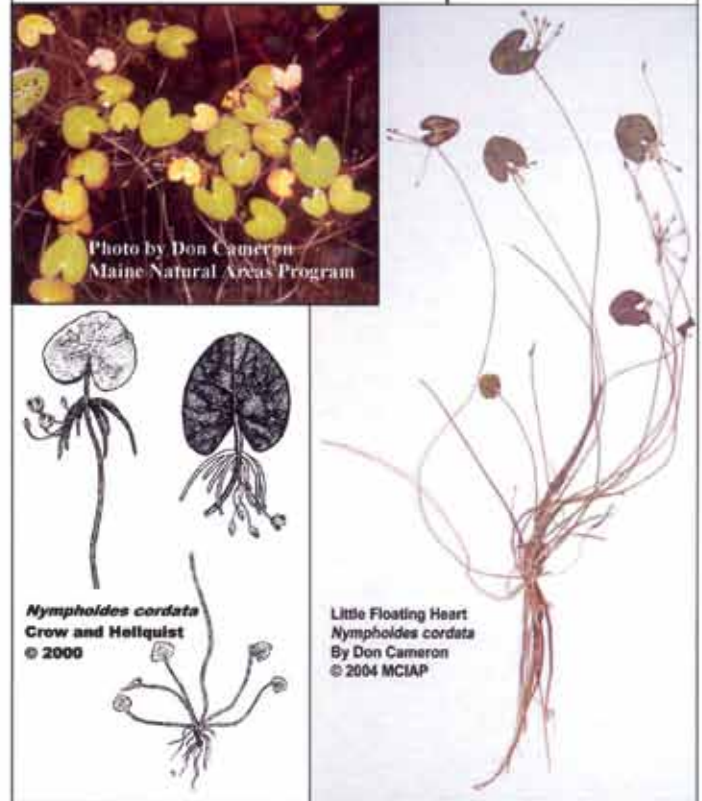 Photo by Don Cameron
Maine Natural Areas Program
Nymphoides cordata
Crow and Hellquist
© 2000
Little Floating Heart
Nymphoides cordata
By Don Cameron
© 2004 MCIAP